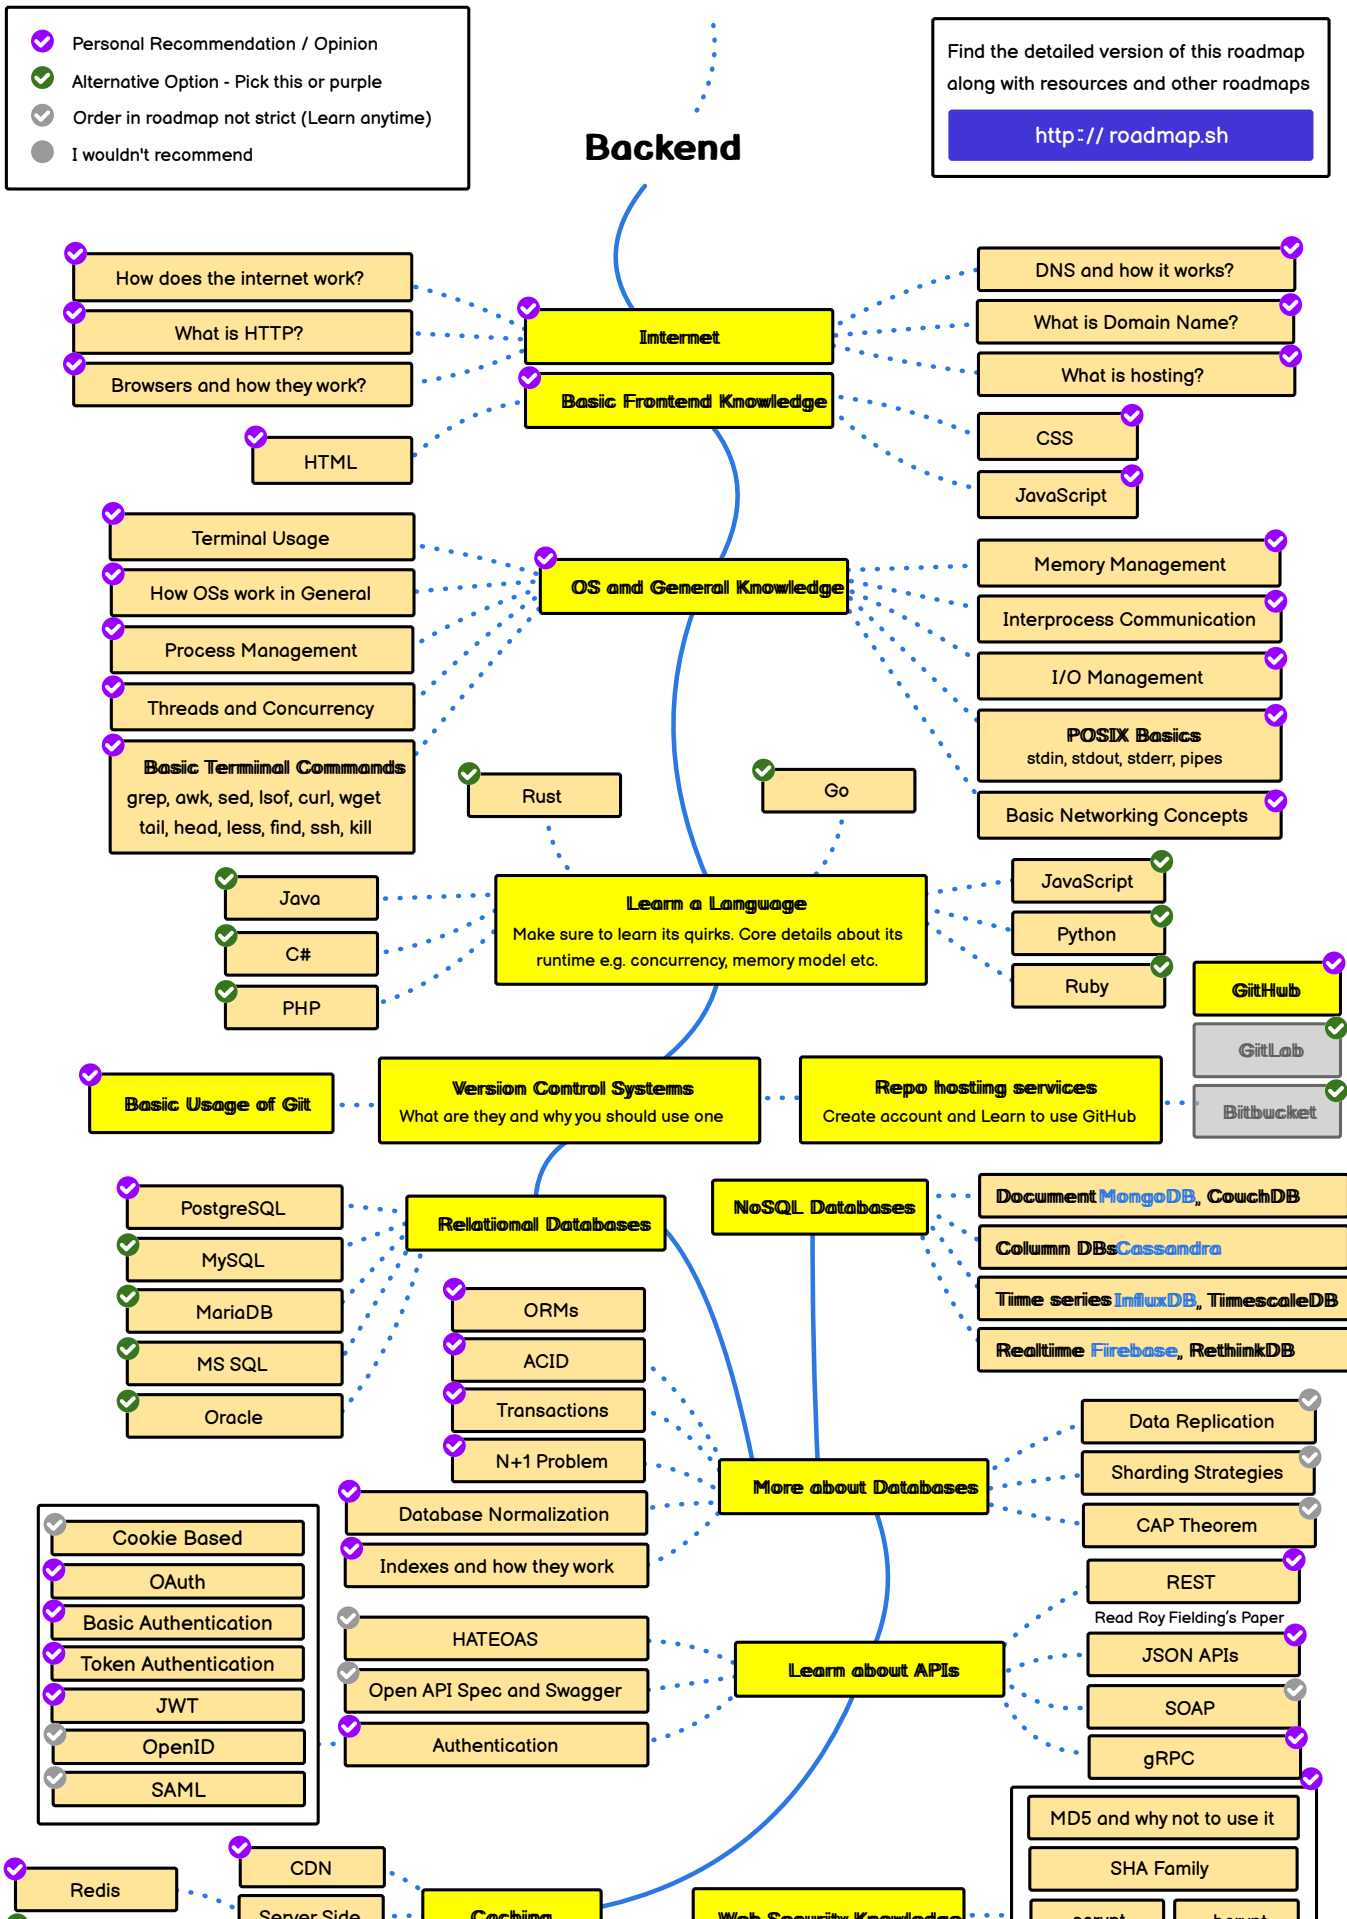 Personal Recommendation / Opinion
Alternative Option - Pick this or purple
Order in roadmap not strict (Learn anytime)
I wouldn't recommend
Find the detailed version of this roadmap
along with resources and other roadmaps
http:// roadmap.sh
Backend
How does the internet work?
What is HTTP?
Browsers and how they work?
Internet
DNS and how it works?
What is Domain Name?
What is hosting?
Basic Frontend Knowledge
HTML
CSS
JavaScript
Terminal Usage
How OSs work in General
Process Management
Threads and Concurrency
Basic Terminal Commands
grep, awk, sed, lsof, curl, wget
tail, head, less, find, ssh, kill
OS and General Knowledge
Memory Management
Interprocess Communication
I/O Management
POSIX Basics
stdin, stdout, stderr, pipes
Basic Networking Concepts
Rust
Go
Java
C#
PHP
Learn a Language
Make sure to learn its quirks. Core details about its
runtime e.g. concurrency, memory model etc.
JavaScript
Python
Ruby
GitHub
GitLab
Bitbucket
Basic Usage of Git
Version Control Systems
What are they and why you should use one
Repo hosting services
Create account and Learn to use GitHub
PostgreSQL
MySQL
MariaDB
MS SQL
Oracle
Relational Databases
NoSQL Databases
Document MongoDB, CouchDB
Column DBs Cassandra
Time series InfluxDB, TimescaleDB
Realtime Firebase, RethinkDB
ORMs
ACID
Transactions
N+1 Problem
Database Normalization
Indexes and how they work
More about Databases
Data Replication
Sharding Strategies
CAP Theorem
Cookie Based
OAuth
Basic Authentication
Token Authentication
JWT
OpenID
SAML
HATEOAS
Open API Spec and Swagger
Authentication
Learn about APIs
REST
Read Roy Fielding's Paper
JSON APIs
SOAP
gRPC
MD5 and why not to use it
SHA Family
scrypt
bcrypt
CDN
Redis
Server Side
Caching
Web Security Knowledge